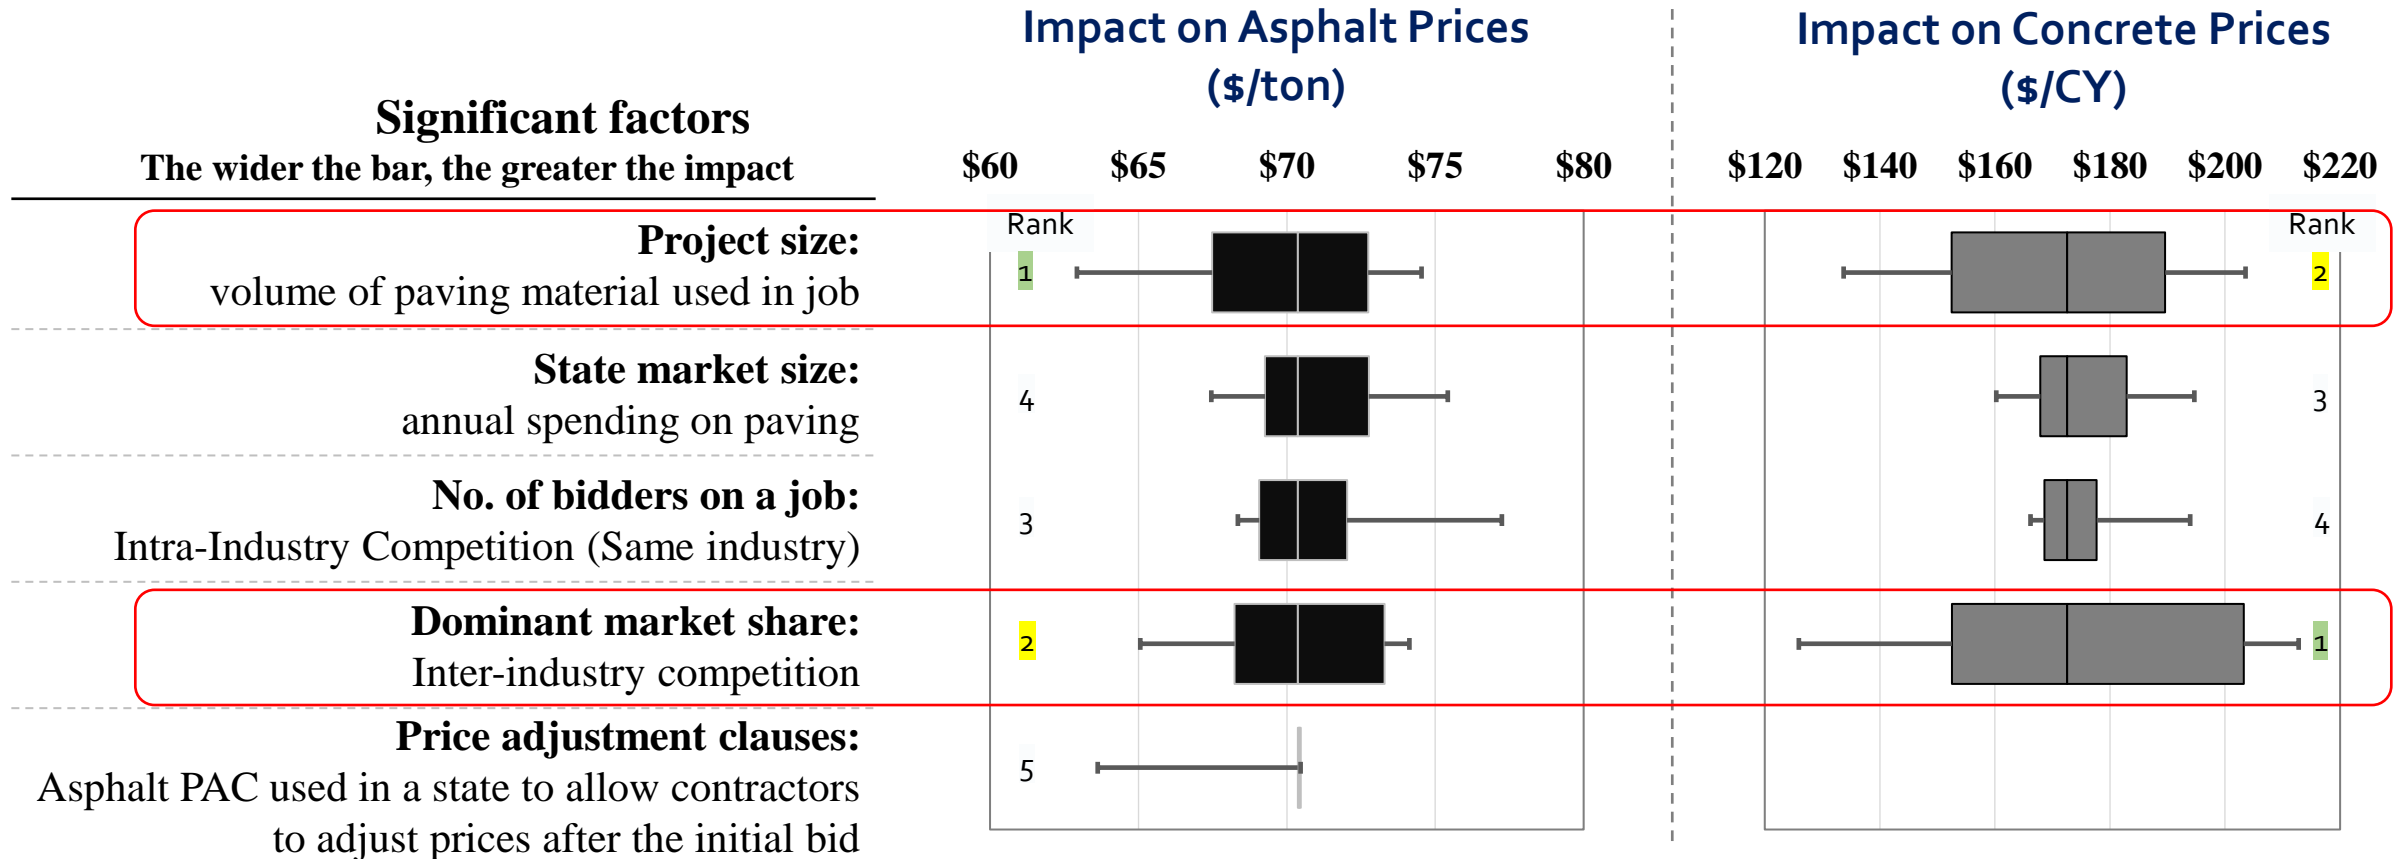 Impact on Asphalt Prices
($/ton)
Impact on Concrete Prices
($/CY)
Significant factors
The wider the bar, the greater the impact
$60 $65 $70 $75 $80
$120 $140 $160 $180 $200 $220
Rank
Rank
Project size:
volume of paving material used in job
1
2
State market size:
annual spending on paving
4
3
No. of bidders on a job:
Intra-Industry Competition (Same industry)
3
4
Dominant market share:
Inter-industry competition
2
1
Price adjustment clauses:
Asphalt PAC used in a state to allow contractors
to adjust prices after the initial bid
5